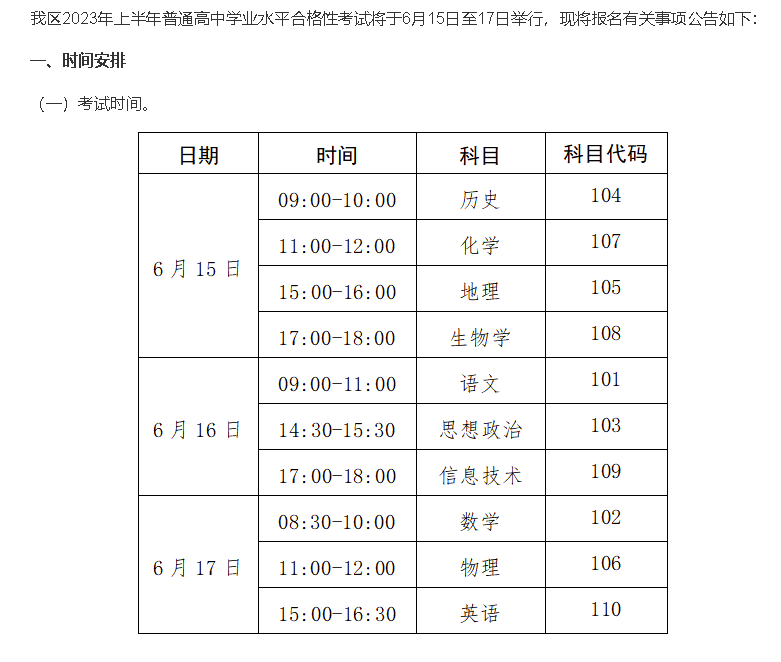 我区2023年上半年普通高中学业水平合格性考试将于6月15日至17日举行，现将报名有关事项公告如下：
一、时间安排
（一）考试时间。
日期 时间 科目 科目代码
6月15日 09:00-10:00 历史 104
11:00-12:00 化学 107
15:00-16:00 地理 105
17:00-18:00 生物学 108
6月16日 09:00-11:00 语文 101
14:30-15:30 思想政治 103
17:00-18:00 信息技术 109
6月17日 08:30-10:00 数学 102
11:00-12:00 物理 106
15:00-16:30 英语 110